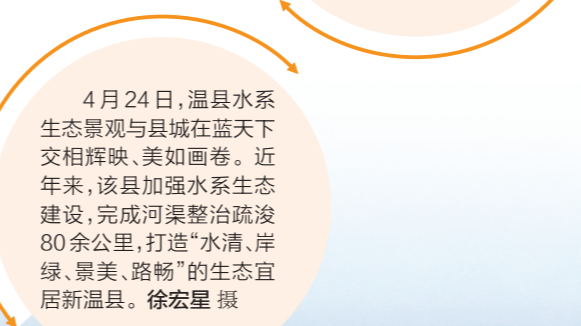 4月24日,温县水系
生态景观与县城在蓝天下
交相辉映、美如画卷。近
年来,该县加强水系生态
建设,完成河渠整治疏浚
80余公里,打造“水清、岸
绿、景美、路畅”的生态宜
居新温县。徐宏星 摄